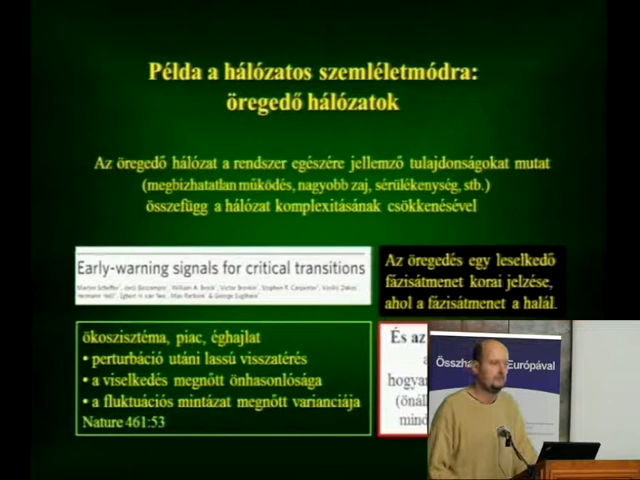 Példa a hálózatos szemléletmódra:
öregedő hálózatok
Az öregedő hálózat a rendszer egészére jellemző tulajdonságokat mutat
(megbízhatatlan működés, nagyobb zaj, sérülékenység, stb.)
összefügg a hálózat komplexitásának csökkenésével
Early-warning signals for critical transitions
Az öregedés egy leselkedő
fázisátmenet korai jelzése,
ahol a fázisátmenet a halál.
ökoszisztéma, piac, éghajlat
• perturbáció utáni lassú visszatérés
• a viselkedés megnőtt önhasonlósága
• a fluktuációs mintázat megnőtt varianciája
Nature 461:53
És az
hogyan
(önáll
mind
Összha Európával